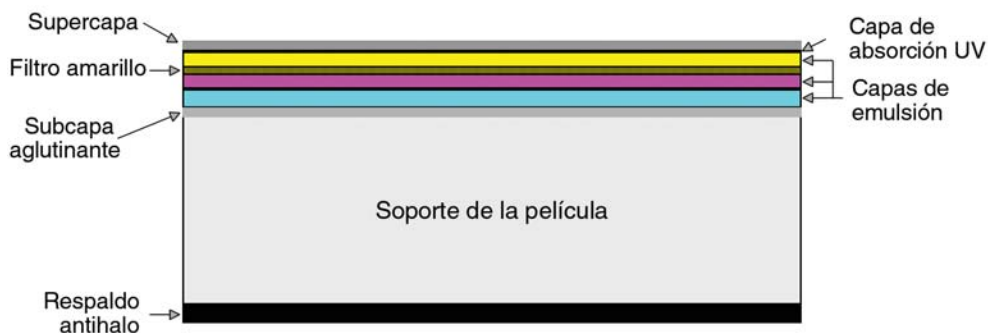 Supercapa
Filtro amarillo
Subcapa
aglutinante
Soporte de la película
Respaldo
antihalo
Capa de
absorción UV
Capas de
emulsión